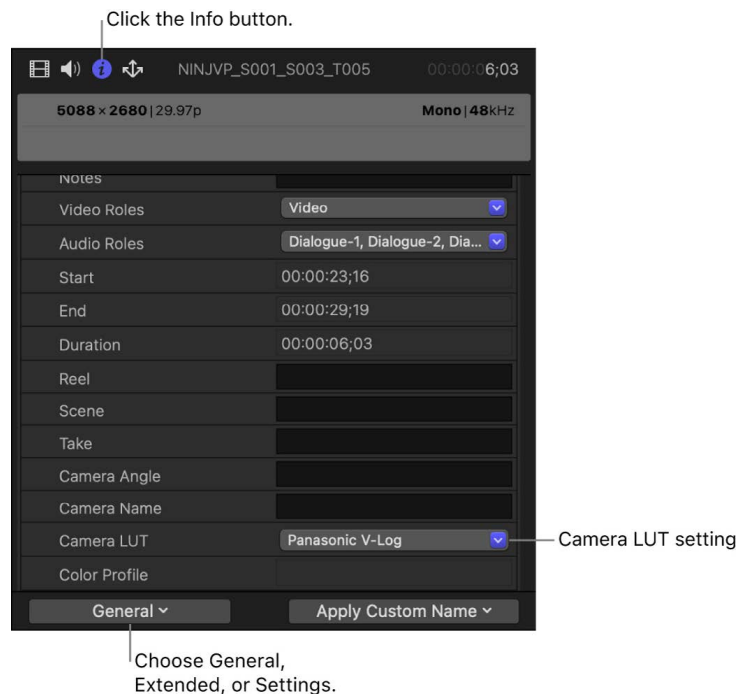 Click the Info button.
NINJVP_S001_S003_T005 00:00:06;03
5088 × 2680 | 29.97p Mono | 48kHz
Notes
Video Roles Video
Audio Roles Dialogue-1, Dialogue-2, Dia...
Start 00:00:23;16
End 00:00:29;19
Duration 00:00:06;03
Reel
Scene
Take
Camera Angle
Camera Name
Camera LUT Panasonic V-Log Camera LUT setting
Color Profile
General Apply Custom Name
Choose General,
Extended, or Settings.